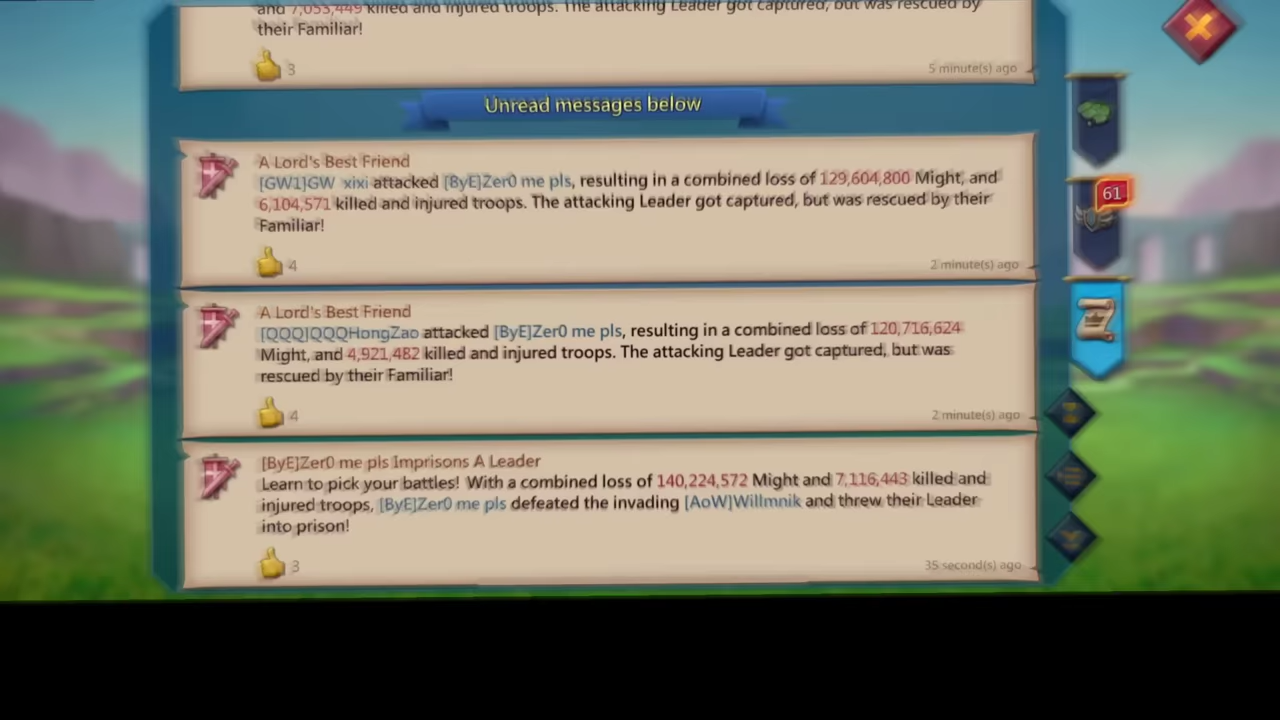 and 7,053,449 killed and injured troops. The attacking Leader got captured, but was rescued by
their Familiar!
3
5 minute(s) ago
Unread messages below
A Lord's Best Friend
[GW1]GW xixi attacked [ByE]Zer0 me pls, resulting in a combined loss of 129,604,800 Might, and
6,104,571 killed and injured troops. The attacking Leader got captured, but was rescued by their
Familiar!
4
2 minute(s) ago
61
A Lord's Best Friend
[QQQ]QQQHongZao attacked [ByE]Zer0 me pls, resulting in a combined loss of 120,716,624
Might, and 4,921,482 killed and injured troops. The attacking Leader got captured, but was
rescued by their Familiar!
4
2 minute(s) ago
[ByE]Zer0 me pls Imprisons A Leader
Learn to pick your battles! With a combined loss of 140,224,572 Might and 7,116,443 killed and
injured troops, [ByE]Zer0 me pls defeated the invading [AoW]Willmnik and threw their Leader
into prison!
3
35 second(s) ago